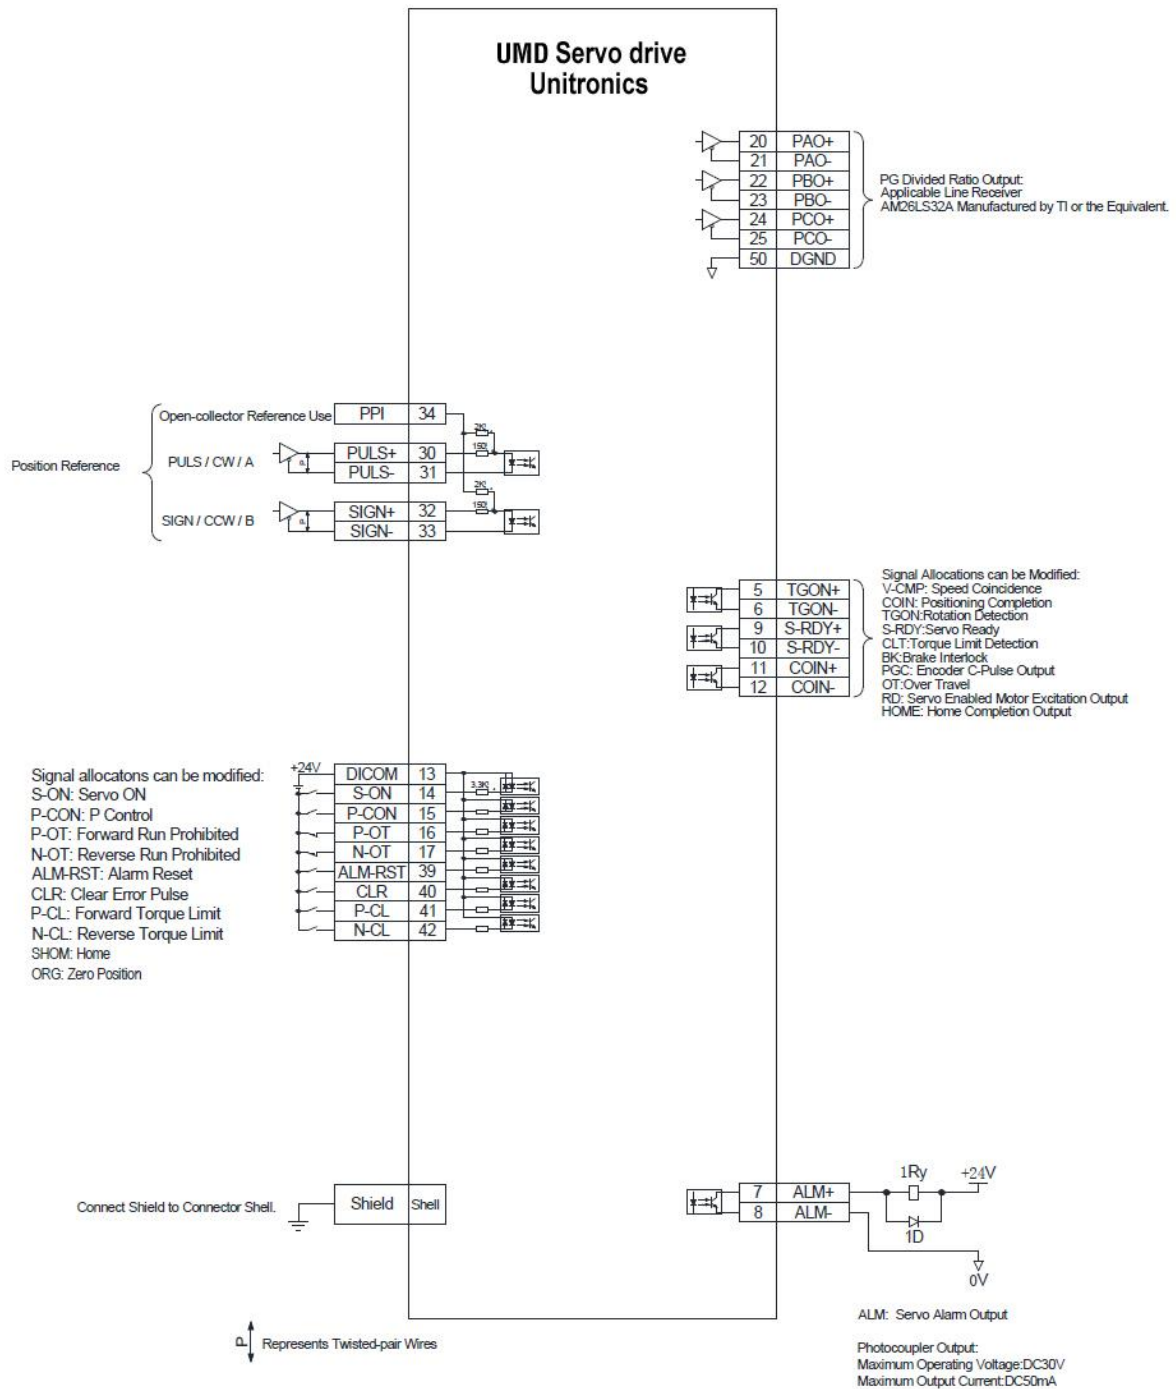 UMD Servo drive
Unitronics
20 PAO+
21 PAO-
22 PBO+
23 PBO-
24 PCO+
25 PCO-
50 DGND
PG Divided Ratio Output:
Applicable Line Receiver
AM26LS32A Manufactured by TI or the Equivalent.
Position Reference
Open-collector Reference Use PPI 34
2K
PULS / CW / A P PULS+ 30 150
PULS- 31
2K
SIGN / CCW / B P SIGN+ 32 150
SIGN- 33
5 TGON+
6 TGON-
9 S-RDY+
10 S-RDY-
11 COIN+
12 COIN-
Signal Allocations can be Modified:
V-CMP: Speed Coincidence
COIN: Positioning Completion
TGON:Rotation Detection
S-RDY:Servo Ready
CLT:Torque Limit Detection
BK:Brake Interlock
PGC: Encoder C-Pulse Output
OT:Over Travel
RD: Servo Enabled Motor Excitation Output
HOME: Home Completion Output
Signal allocatons can be modified:
S-ON: Servo ON
P-CON: P Control
P-OT: Forward Run Prohibited
N-OT: Reverse Run Prohibited
ALM-RST: Alarm Reset
CLR: Clear Error Pulse
P-CL: Forward Torque Limit
N-CL: Reverse Torque Limit
SHOM: Home
ORG: Zero Position
+24V
DICOM 13
S-ON 14 3.3K
P-CON 15
P-OT 16
N-OT 17
ALM-RST 39
CLR 40
P-CL 41
N-CL 42
Connect Shield to Connector Shell.
Shield Shell
7 ALM+
8 ALM-
1Ry +24V
1D
0V
ALM: Servo Alarm Output
Photocoupler Output:
Maximum Operating Voltage:DC30V
Maximum Output Current:DC50mA
P Represents Twisted-pair Wires